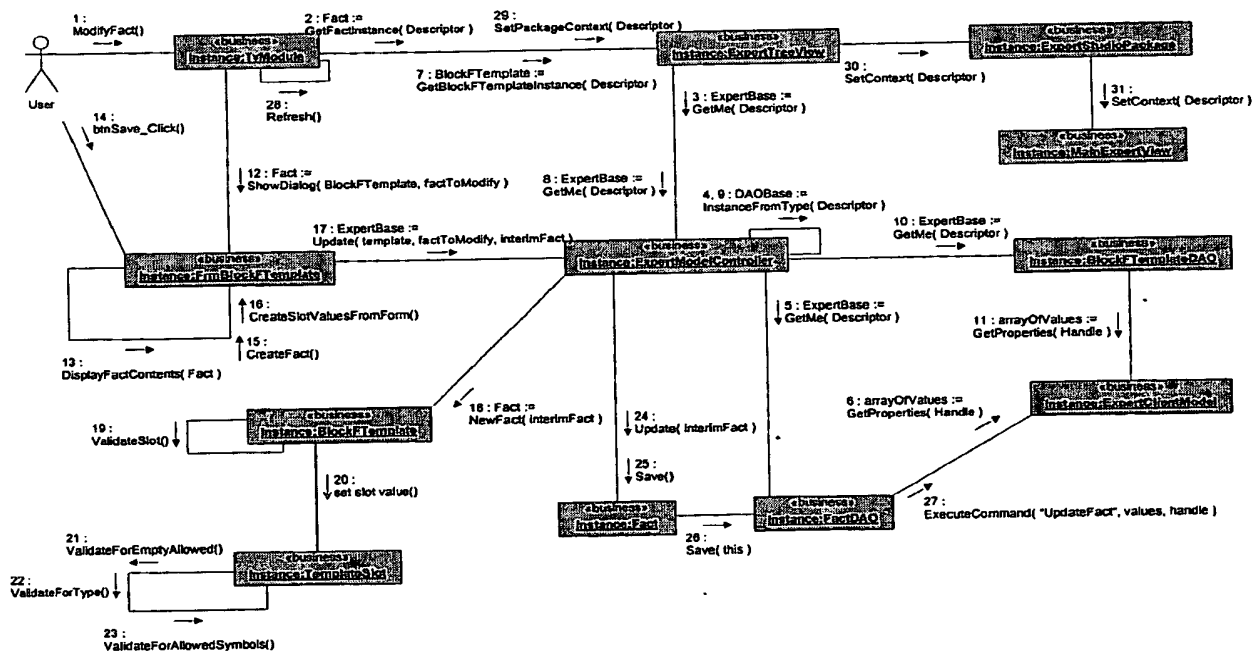 1 :
ModifyFact()
2 : Fact :=
GetFactInstance( Descriptor )
29 :
SetPackageContext( Descriptor )
«business»
Instance:TvModule
«business»
Instance:ExpertTreeView
«business»
Instance:ExpertStudioPackage
User
28 :
Refresh()
7 : BlockFTemplate :=
GetBlockFTemplateInstance( Descriptor )
30 :
SetContext( Descriptor )
3 : ExpertBase :=
GetMe( Descriptor )
31 :
SetContext( Descriptor )
14 :
btnSave_Click()
«business»
Instance:MainExpertView
12 : Fact :=
ShowDialog( BlockFTemplate, factToModify )
8 : ExpertBase :=
GetMe( Descriptor )
4, 9 : DAOBase :=
InstanceFromType( Descriptor )
17 : ExpertBase :=
Update( template, factToModify, interimFact )
10 : ExpertBase :=
GetMe( Descriptor )
«business»
Instance:FrmBlockFTemplate
«business»
Instance:ExpertModelController
«business»
Instance:BlockFTemplateDAO
16 :
CreateSlotValuesFromForm()
15 :
CreateFact()
13 :
DisplayFactContents( Fact )
5 : ExpertBase :=
GetMe( Descriptor )
11 : arrayOfValues :=
GetProperties( Handle )
«business»
Instance:BlockFTemplate
18 : Fact :=
NewFact( interimFact )
24 :
Update( interimFact )
6 : arrayOfValues :=
GetProperties( Handle )
«business»
Instance:ExpertClientModel
19 :
ValidateSlot()
20 :
set slot value()
25 :
Save()
«business»
Instance:Fact
«business»
Instance:FactDAO
27 :
ExecuteCommand( "UpdateFact", values, handle )
26 :
Save( this )
21 :
ValidateForEmptyAllowed()
«business»
Instance:TemplateSlot
22 :
ValidateForType()
23 :
ValidateForAllowedSymbols()